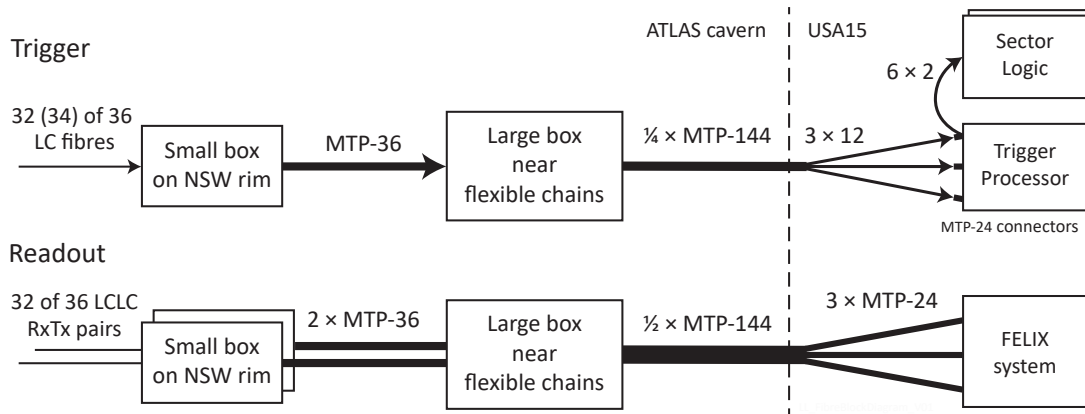 ATLAS cavern
USA15
Trigger
Sector
Logic
6 × 2
32 (34) of 36
LC fibres
Small box
on NSW rim
MTP-36
Large box
near
flexible chains
¼ × MTP-144
3 × 12
Trigger
Processor
MTP-24 connectors
Readout
32 of 36 LCLC
RxTx pairs
Small box
on NSW rim
2 × MTP-36
Large box
near
flexible chains
½ × MTP-144
3 × MTP-24
FELIX
system